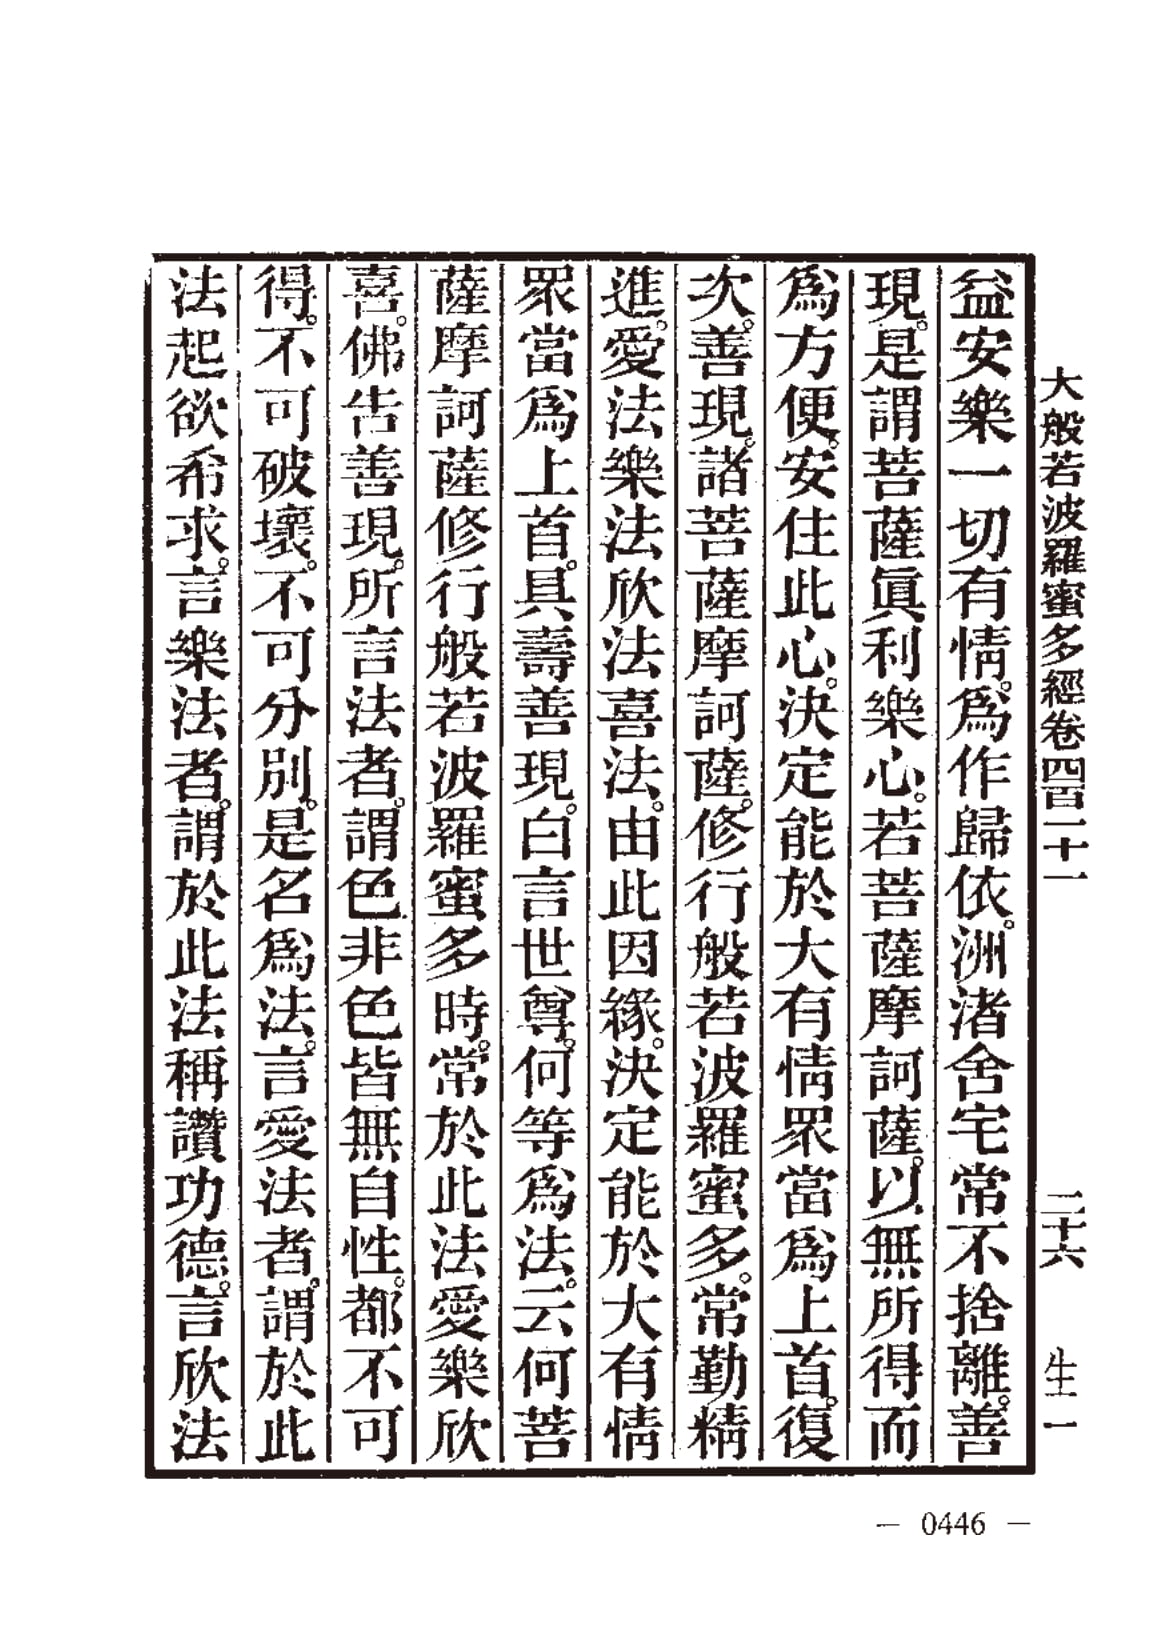 大般若波羅蜜多經卷四百二十一　二十六　生一
益安樂一切有情。爲作歸依。洲渚舍宅常不捨離。善
現。是謂菩薩眞利樂心。若菩薩摩訶薩。以無所得而
爲方便。安住此心。決定能於大有情眾當爲上首。復
次。善現。諸菩薩摩訶薩。修行般若波羅蜜多。常勤精
進。愛法樂法欣法喜法。由此因緣。決定能於大有情
眾當爲上首。具壽善現。白言世尊。何等爲法。云何菩
薩摩訶薩修行般若波羅蜜多時。常於此法愛樂欣
喜。佛告善現。所言法者。謂色非色皆無自性。都不可
得。不可破壞。不可分別。是名爲法。言愛法者。謂於此
法起欲希求。言樂法者。謂於此法稱讚功德。言欣法
— 0446 —